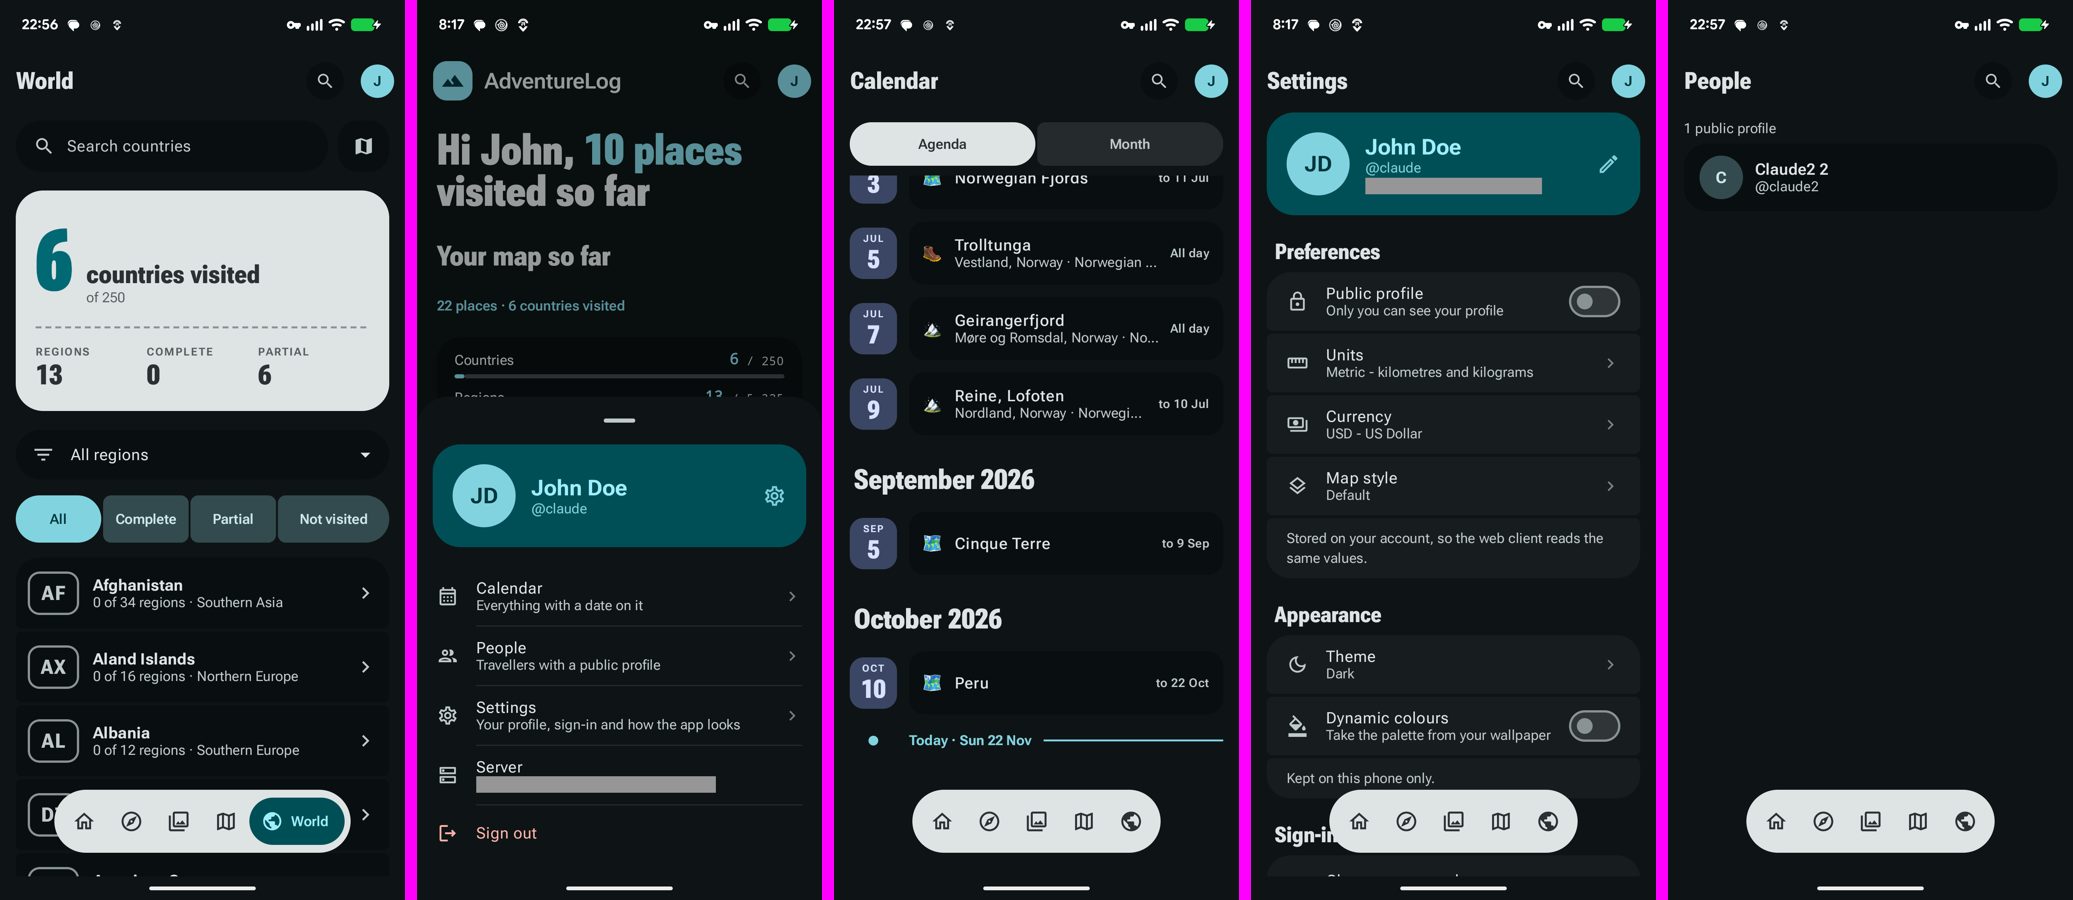 22:56
World
J
Search countries
6 countries visited
of 250
REGIONS
13
COMPLETE
0
PARTIAL
6
All regions
All
Complete
Partial
Not visited
AF
Afghanistan
0 of 34 regions · Southern Asia
AX
Aland Islands
0 of 16 regions · Northern Europe
AL
Albania
0 of 12 regions · Southern Europe
World
8:17
AdventureLog
J
Hi John, 10 places
visited so far
Your map so far
22 places · 6 countries visited
Countries
6 / 250
Regions
13
JD
John Doe
@claude
Calendar
Everything with a date on it
People
Travellers with a public profile
Settings
Your profile, sign-in and how the app looks
Server
Sign out
22:57
Calendar
J
Agenda
Month
3
Norwegian Fjords
to 11 Jul
JUL
5
Trolltunga
Vestland, Norway · Norwegian ...
All day
JUL
7
Geirangerfjord
Møre og Romsdal, Norway · No...
All day
JUL
9
Reine, Lofoten
Nordland, Norway · Norwegi...
to 10 Jul
September 2026
SEP
5
Cinque Terre
to 9 Sep
October 2026
OCT
10
Peru
to 22 Oct
Today · Sun 22 Nov
8:17
Settings
J
JD
John Doe
@claude
Preferences
Public profile
Only you can see your profile
Units
Metric - kilometres and kilograms
Currency
USD - US Dollar
Map style
Default
Stored on your account, so the web client reads the
same values.
Appearance
Theme
Dark
Dynamic colours
Take the palette from your wallpaper
Kept on this phone only.
Sign-in
22:57
People
J
1 public profile
C
Claude2 2
@claude2